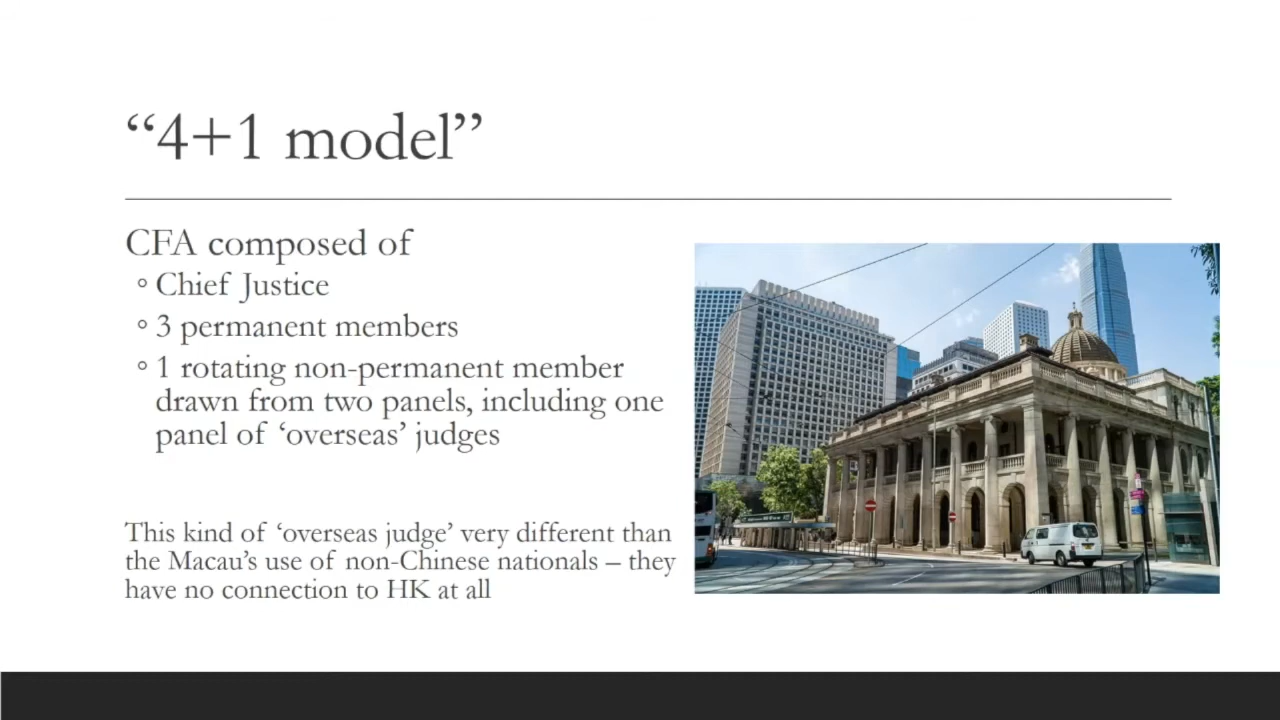 “4+1 model”
CFA composed of
◦ Chief Justice
◦ 3 permanent members
◦ 1 rotating non-permanent member
drawn from two panels, including one
panel of ‘overseas’ judges
This kind of ‘overseas judge’ very different than
the Macau’s use of non-Chinese nationals – they
have no connection to HK at all